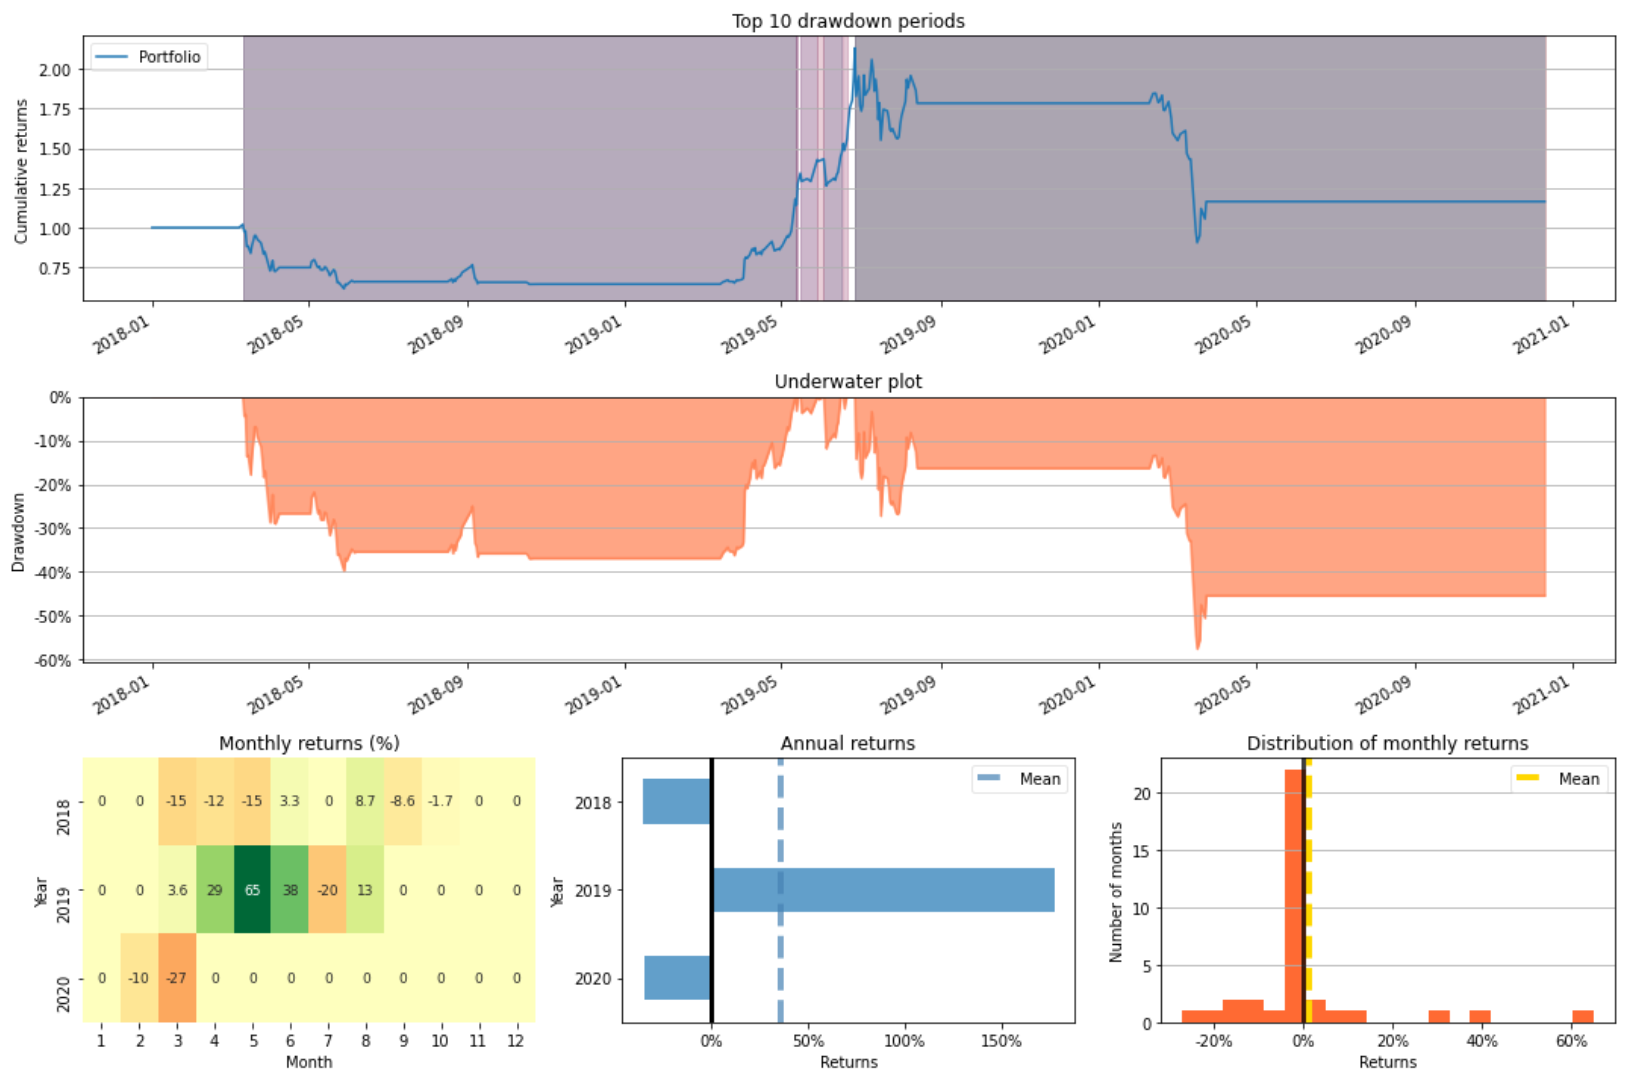 Top 10 drawdown periods
Portfolio
Cumulative returns
2.00
1.75
1.50
1.25
1.00
0.75
2018-01 2018-05 2018-09 2019-01 2019-05 2019-09 2020-01 2020-05 2020-09 2021-01
Underwater plot
Drawdown
0%
-10%
-20%
-30%
-40%
-50%
-60%
2018-01 2018-05 2018-09 2019-01 2019-05 2019-09 2020-01 2020-05 2020-09 2021-01
Monthly returns (%)
Year
2018 0 0 -15 -12 -15 3.3 0 8.7 -8.6 -1.7 0 0
2019 0 0 3.6 29 65 38 -20 13 0 0 0 0
2020 0 -10 -27 0 0 0 0 0 0 0 0 0
1 2 3 4 5 6 7 8 9 10 11 12
Month
Annual returns
Mean
Year
2018
2019
2020
0% 50% 100% 150%
Returns
Distribution of monthly returns
Mean
Number of months
20
15
10
5
0
-20% 0% 20% 40% 60%
Returns